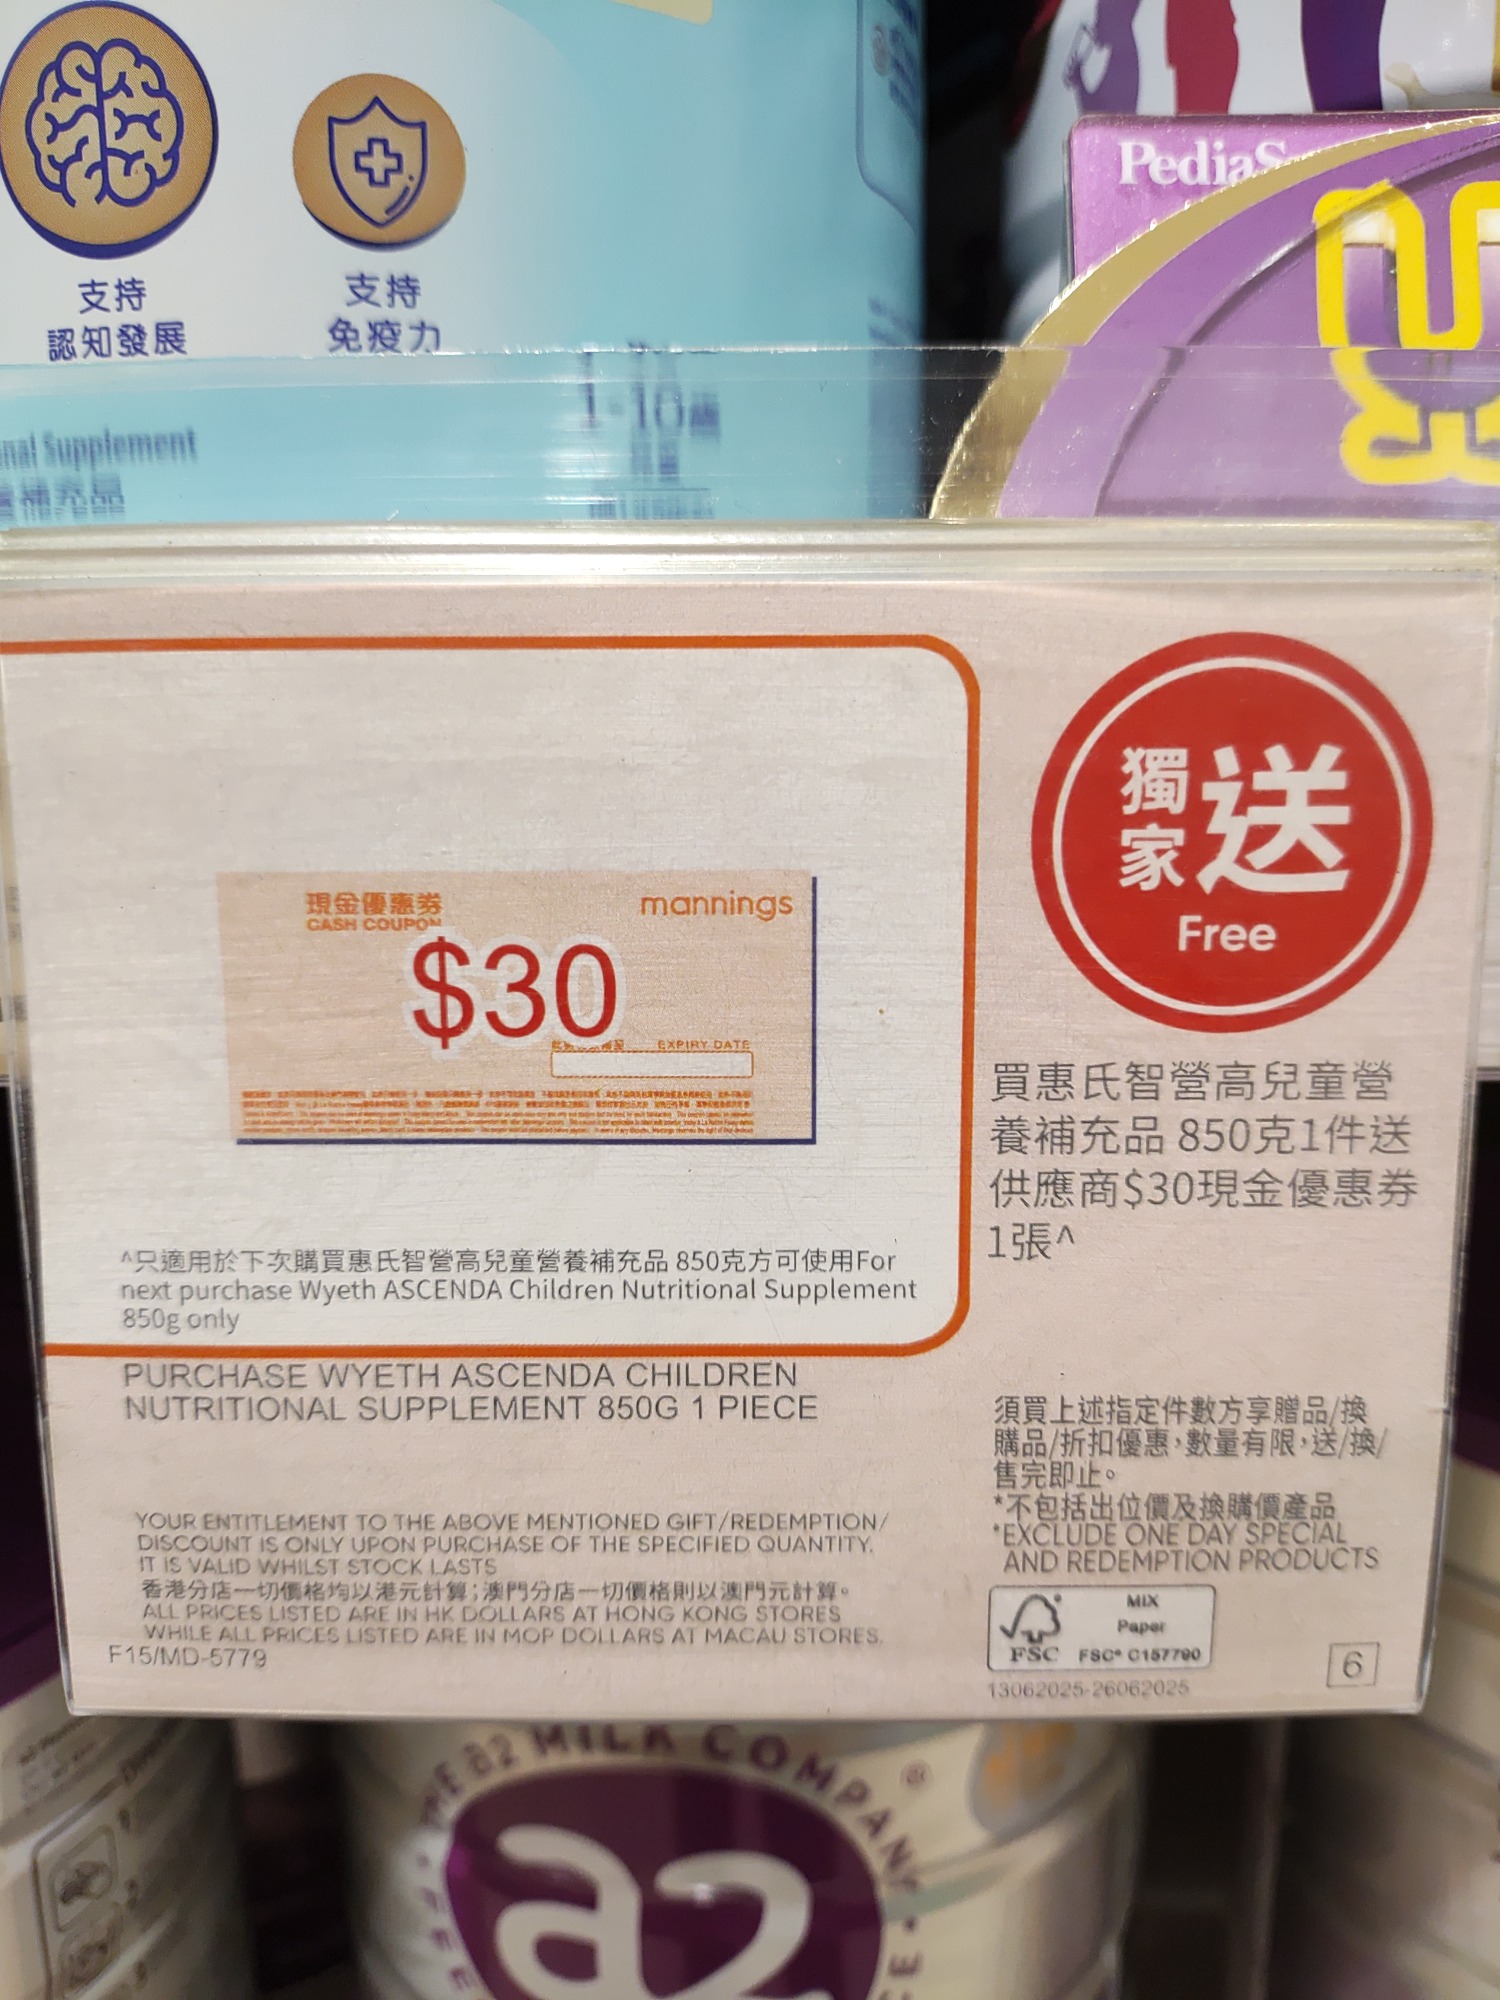 支持
認知發展
支持
免疫力
PediaS
1-10歲
nal Supplement
補充品
獨家送
Free
現金優惠券
CASH COUPON
mannings
$30
EXPIRY DATE
買惠氏智營高兒童營
養補充品 850克1件送
供應商$30現金優惠券
1張^
^只適用於下次購買惠氏智營高兒童營養補充品 850克方可使用For
next purchase Wyeth ASCENDA Children Nutritional Supplement
850g only
PURCHASE WYETH ASCENDA CHILDREN
NUTRITIONAL SUPPLEMENT 850G 1 PIECE
須買上述指定件數方享贈品/換
購品/折扣優惠,數量有限,送/換/
售完即止。
*不包括出位價及換購價產品
*EXCLUDE ONE DAY SPECIAL
AND REDEMPTION PRODUCTS
YOUR ENTITLEMENT TO THE ABOVE MENTIONED GIFT/REDEMPTION/
DISCOUNT IS ONLY UPON PURCHASE OF THE SPECIFIED QUANTITY.
IT IS VALID WHILST STOCK LASTS
香港分店一切價格均以港元計算;澳門分店一切價格則以澳門元計算。
ALL PRICES LISTED ARE IN HK DOLLARS AT HONG KONG STORES
WHILE ALL PRICES LISTED ARE IN MOP DOLLARS AT MACAU STORES.
F15/MD-5779
MIX
Paper
FSC
FSC® C157790
6
13062025-26062025
THE a2 MILK COMPANY
®
a2